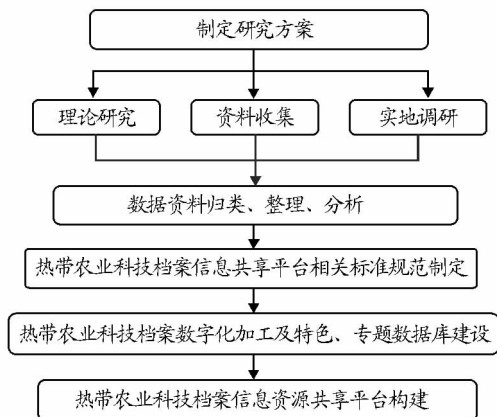 制定研究方案
理论研究
资料收集
实地调研
数据资料归类、整理、分析
热带农业科技档案信息共享平台相关标准规范制定
热带农业科技档案数字化加工及特色、专题数据库建设
热带农业科技档案信息资源共享平台构建